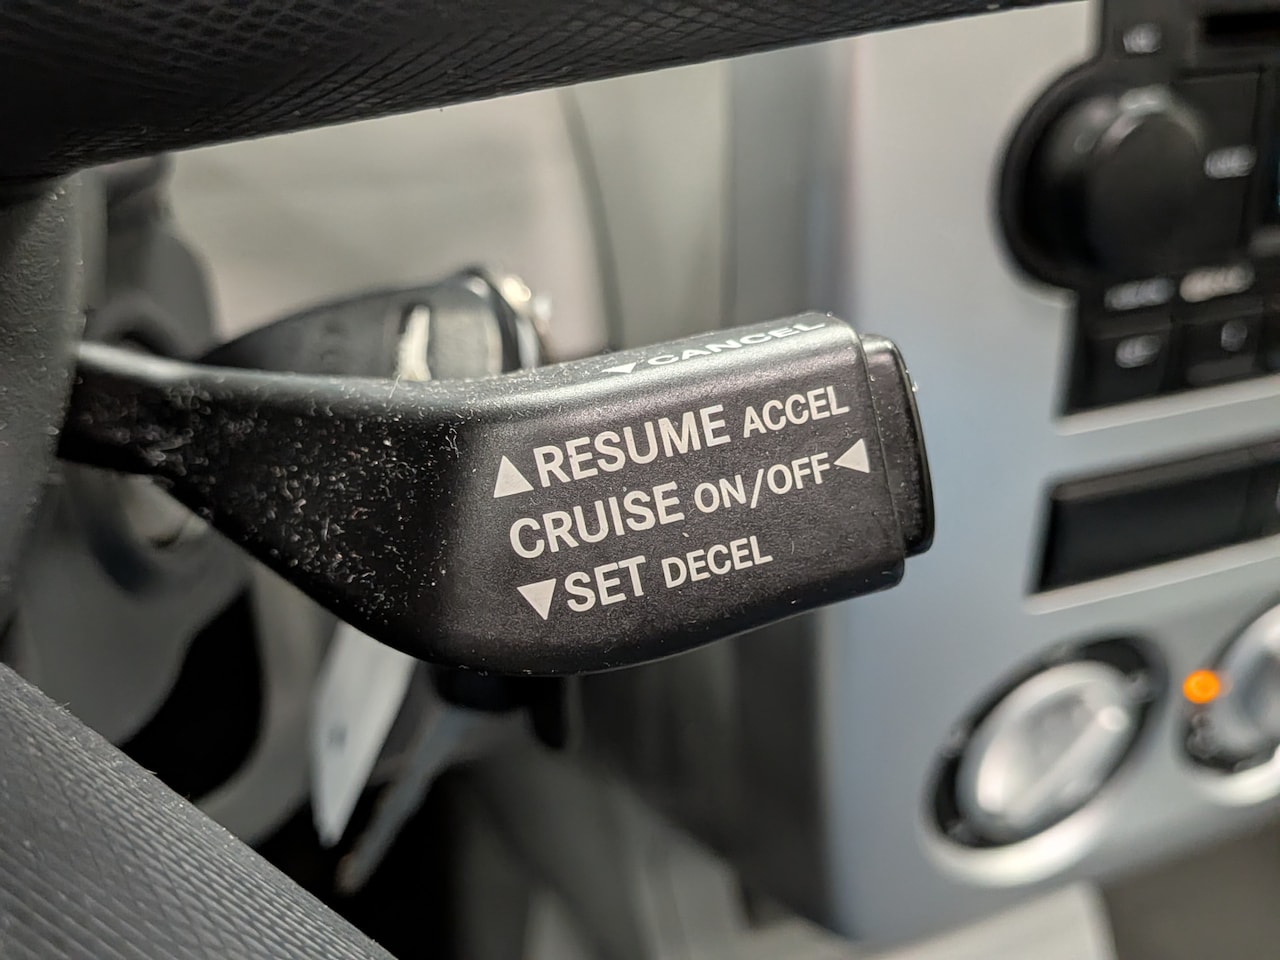 ▼CANCEL
▲RESUME ACCEL
CRUISE ON/OFF◀
▼SET DECEL